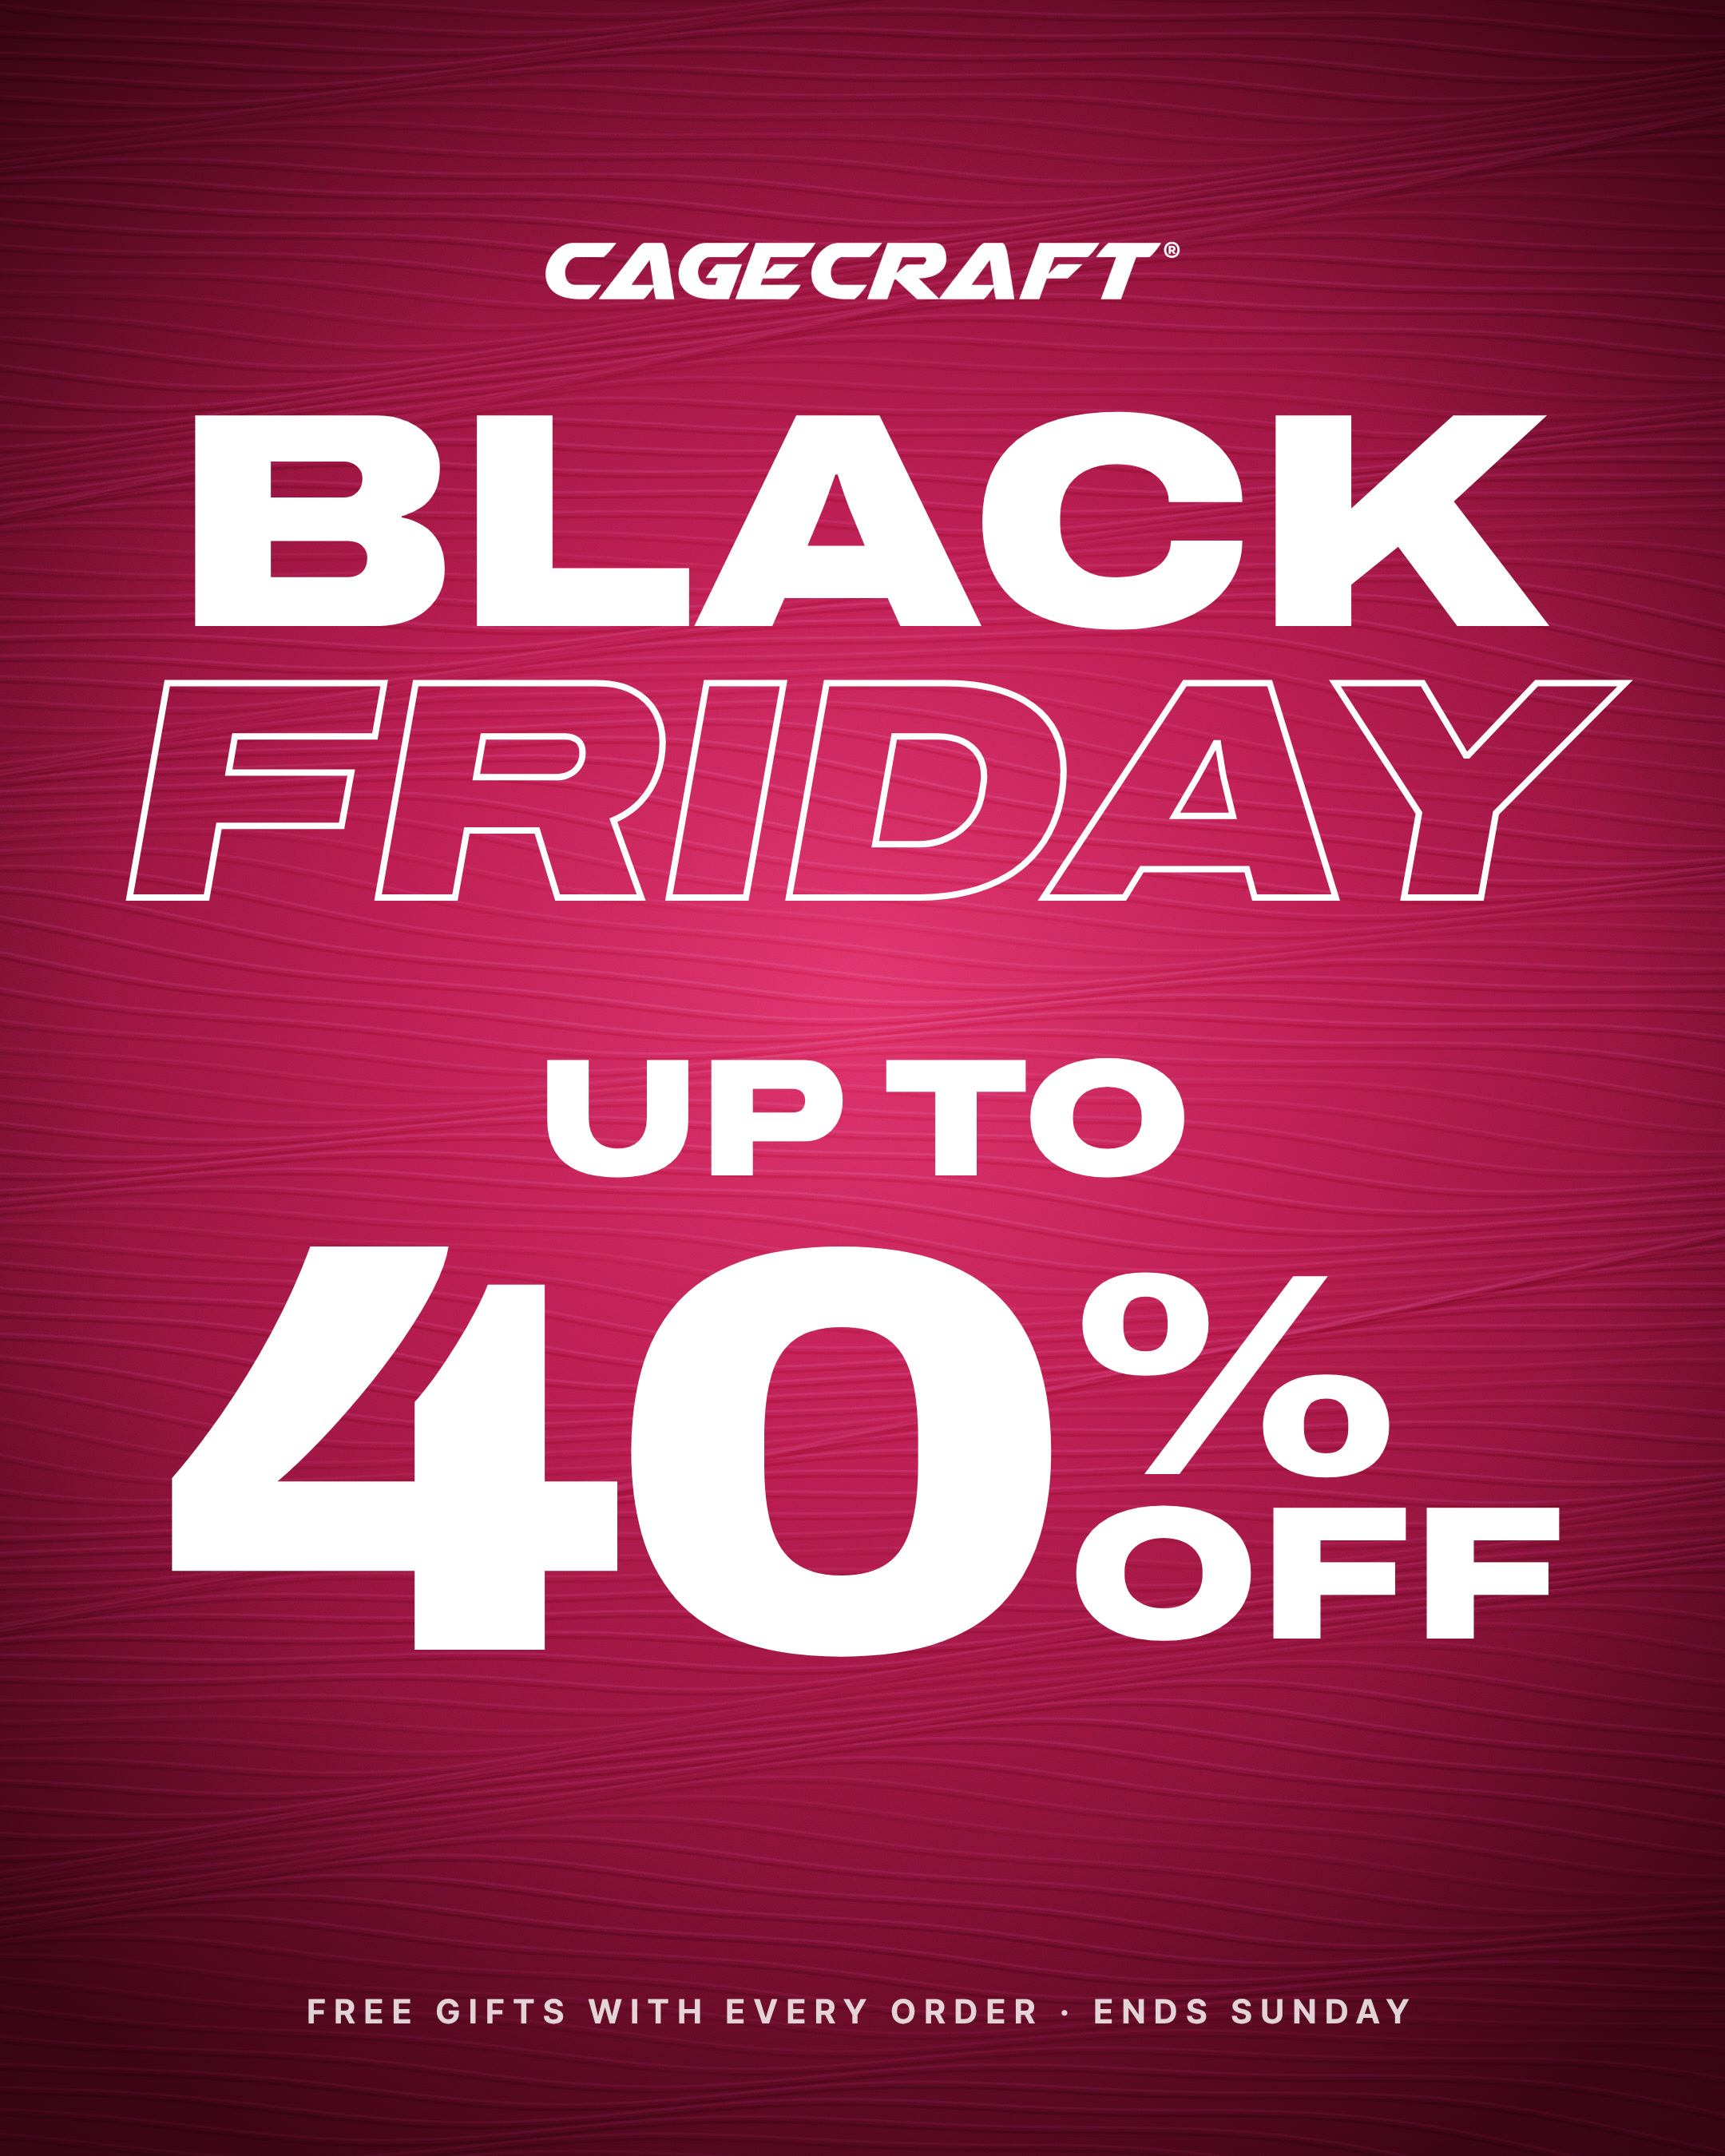 CAGECRAFT®
BLACK
FRIDAY
UP TO
40%
OFF
FREE GIFTS WITH EVERY ORDER · ENDS SUNDAY